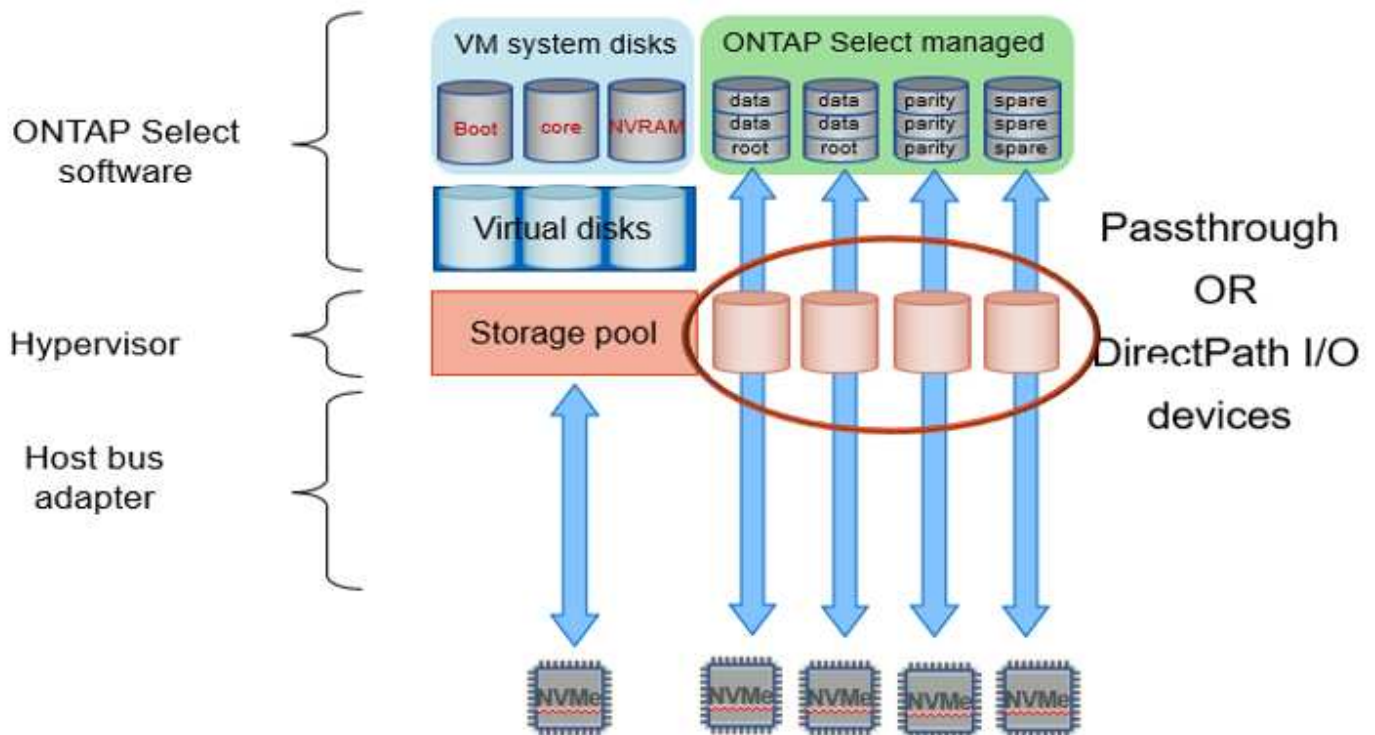 VM system disks
ONTAP Select managed
Boot
core
NVRAM
data
data
root
data
data
root
parity
parity
parity
spare
spare
spare
ONTAP Select
software
Virtual disks
Passthrough
OR
DirectPath I/O
devices
Hypervisor
Storage pool
Host bus
adapter
NVMe
NVMe
NVMe
NVMe
NVMe